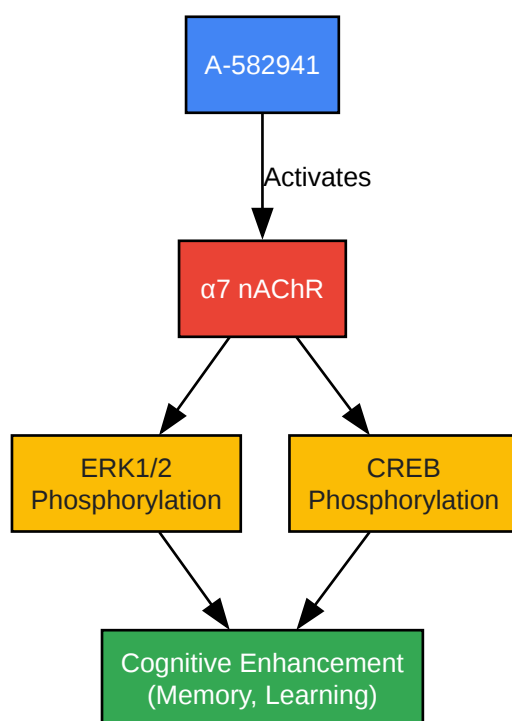 A-582941
Activates
α7 nAChR
ERK1/2
Phosphorylation
CREB
Phosphorylation
Cognitive Enhancement
(Memory, Learning)